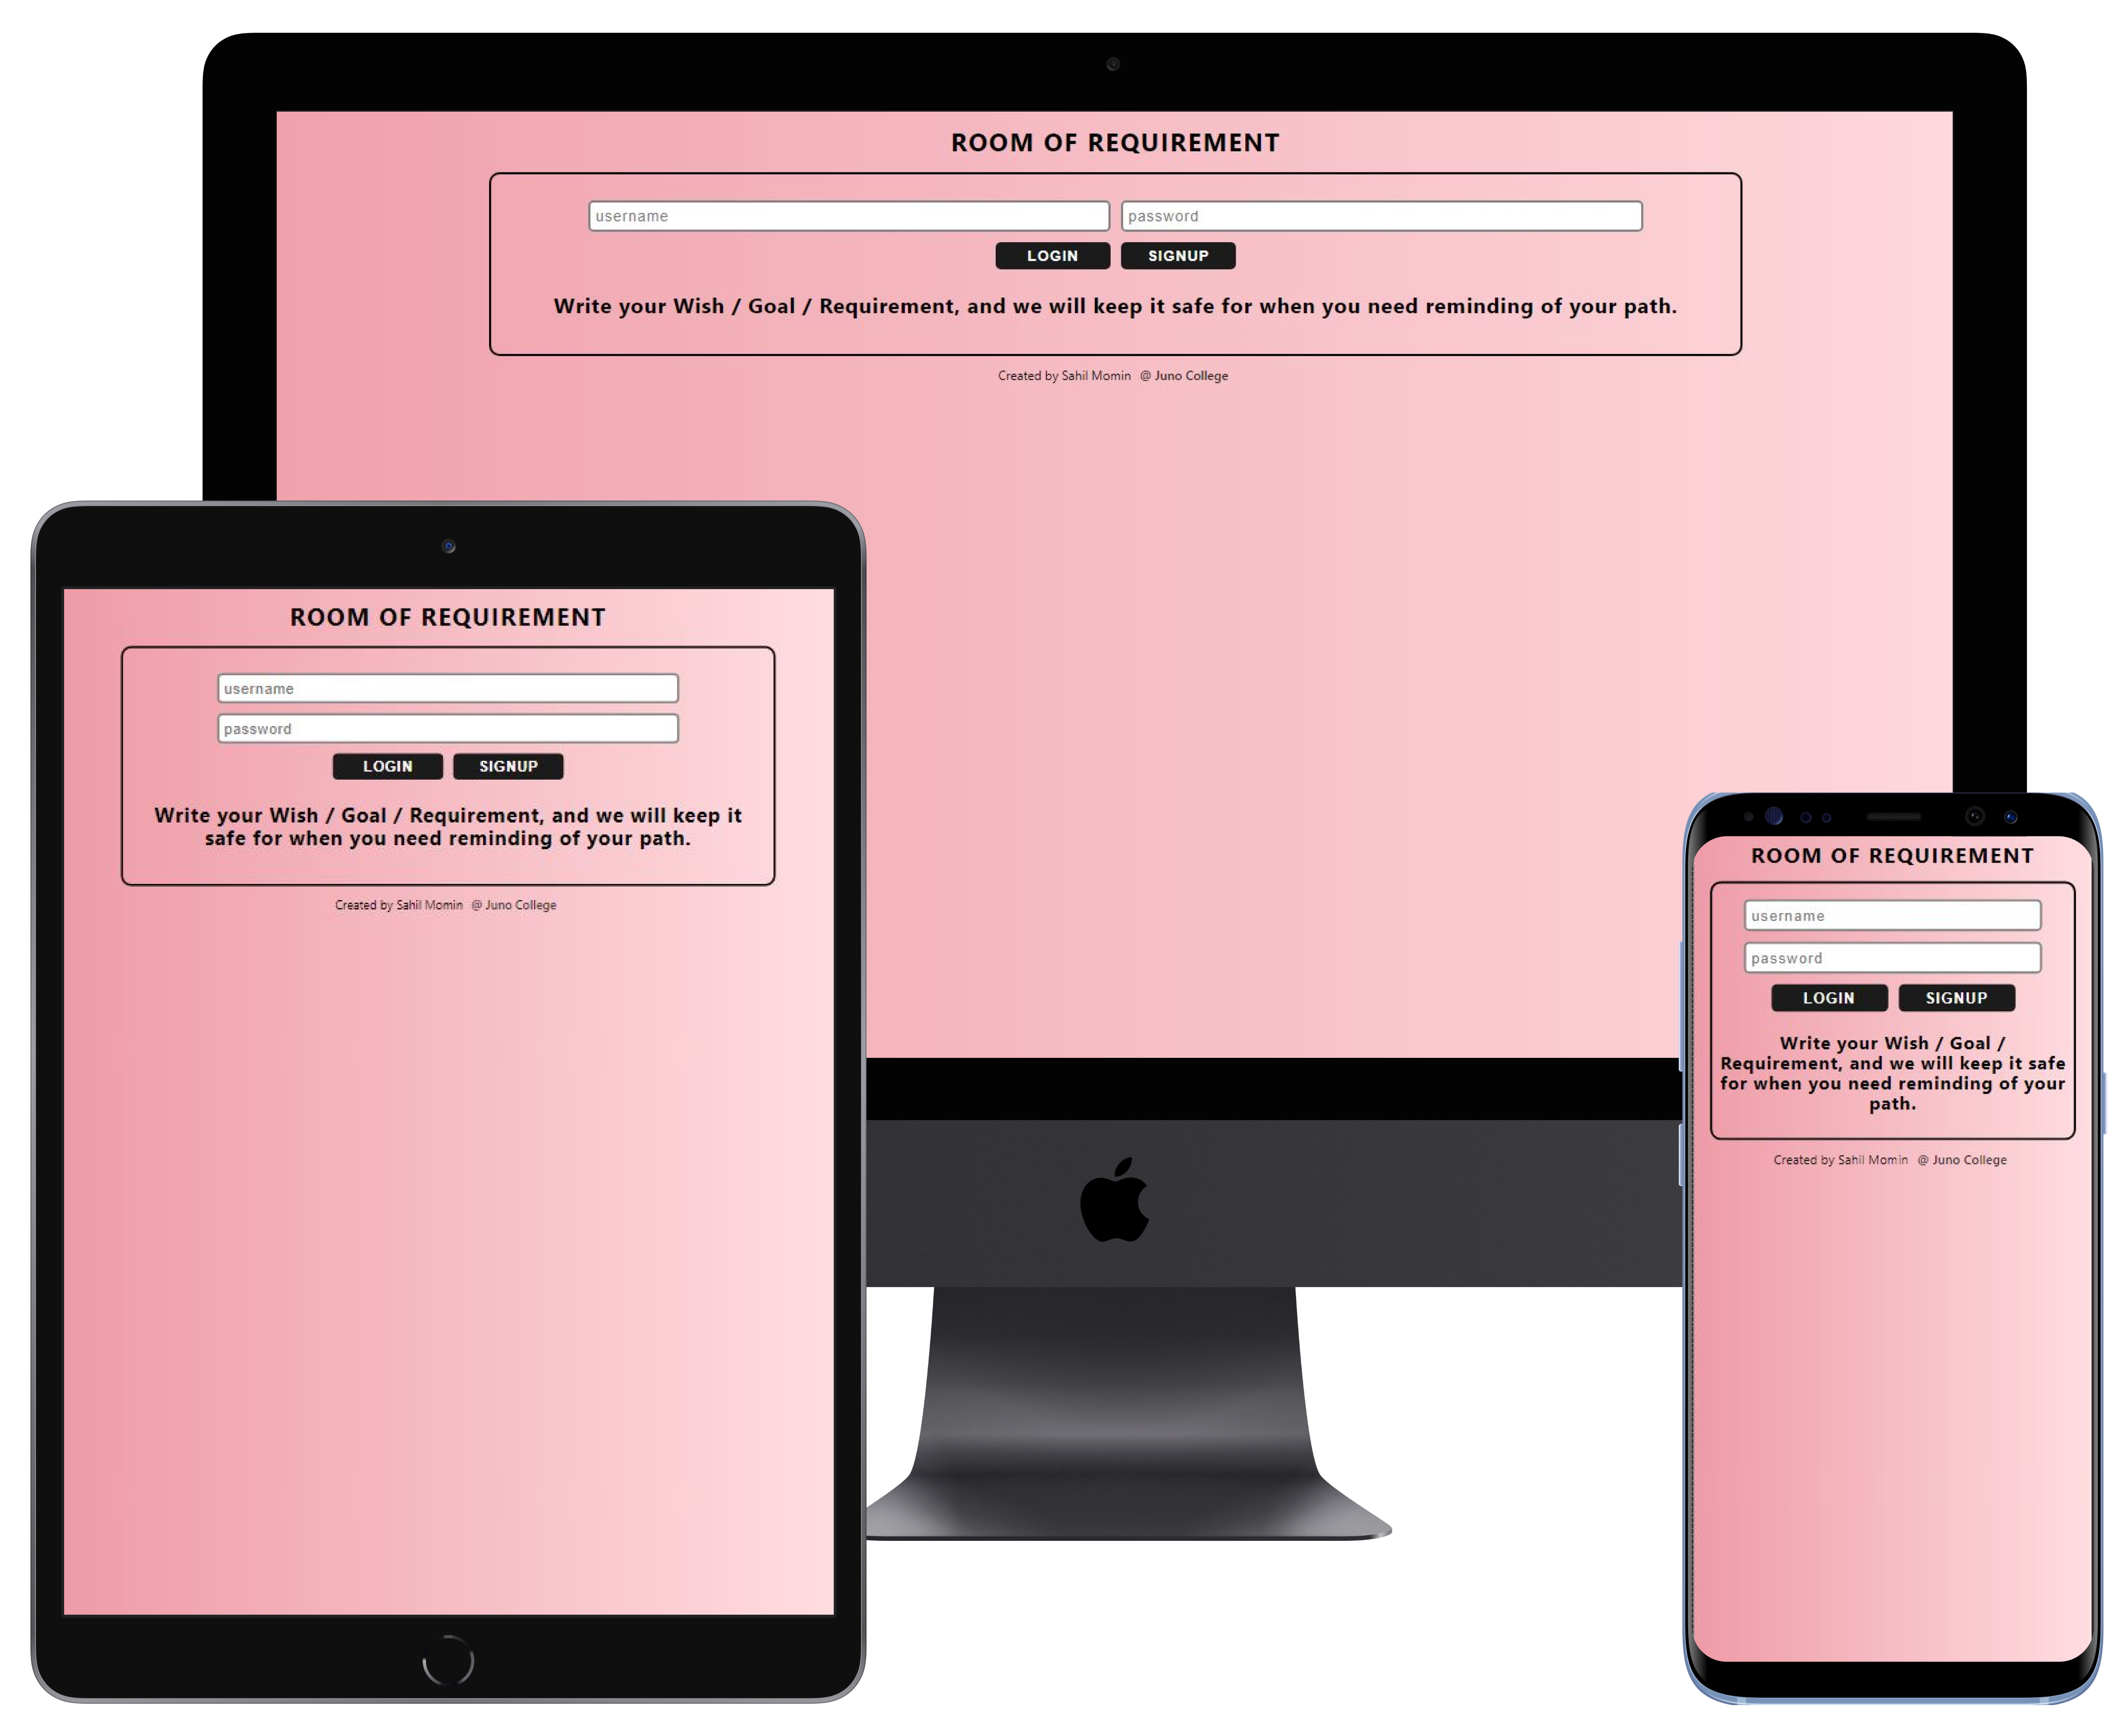 ROOM OF REQUIREMENT
username password
LOGIN SIGNUP
Write your Wish / Goal / Requirement, and we will keep it safe for when you need reminding of your path.
Created by Sahil Momin @ Juno College
ROOM OF REQUIREMENT
username
password
LOGIN SIGNUP
Write your Wish / Goal / Requirement, and we will keep it
safe for when you need reminding of your path.
Created by Sahil Momin @ Juno College
ROOM OF REQUIREMENT
username
password
LOGIN SIGNUP
Write your Wish / Goal /
Requirement, and we will keep it safe
for when you need reminding of your
path.
Created by Sahil Momin @ Juno College